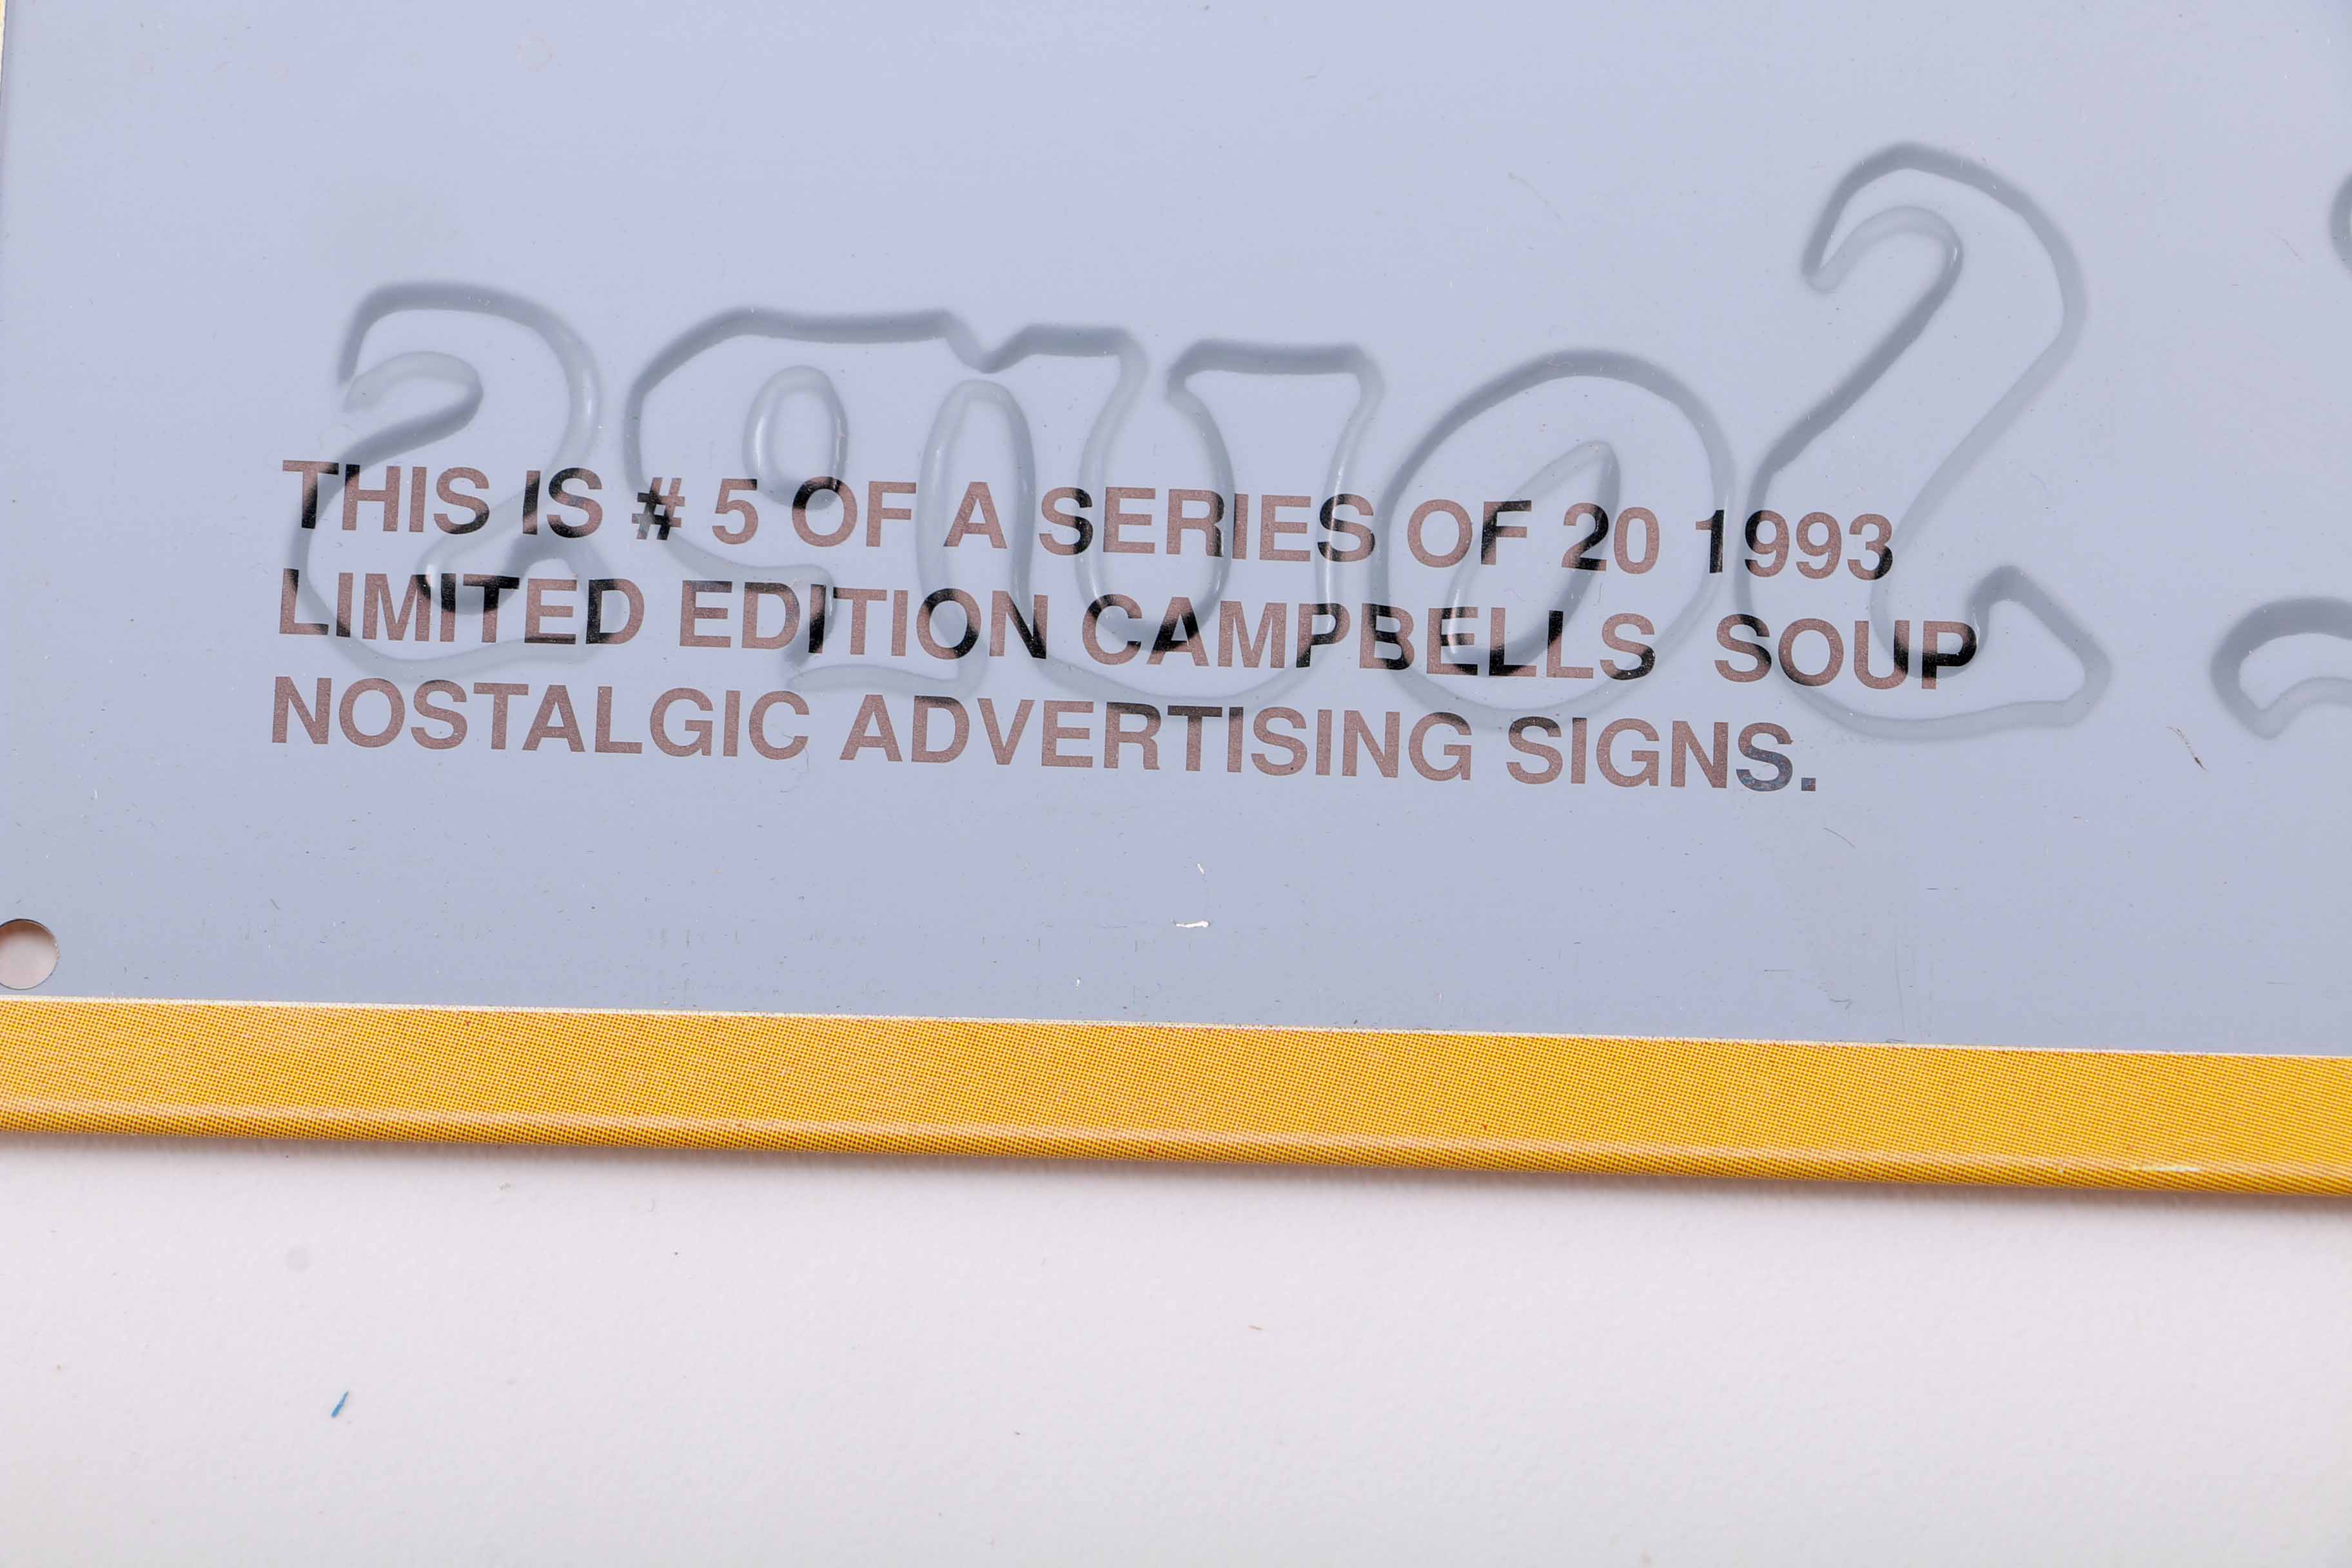 THIS IS # 5 OF A SERIES OF 20 1993
LIMITED EDITION CAMPBELLS SOUP
NOSTALGIC ADVERTISING SIGNS.